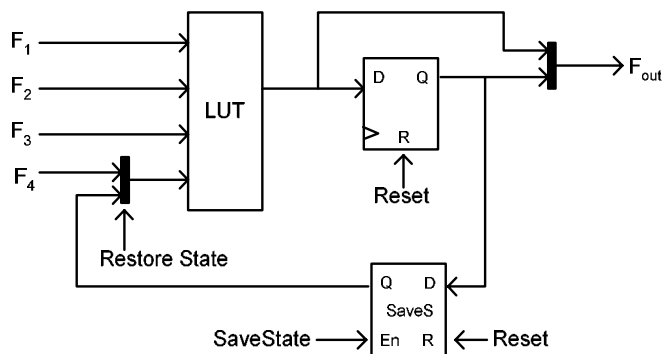 F1
F2
F3
F4
LUT
D Q
R
Reset
Fout
Restore State
Q D
SaveS
En R
SaveState
Reset